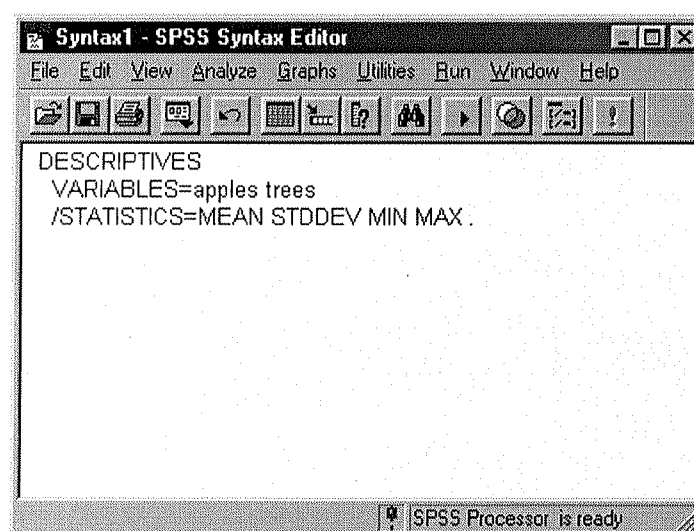 Syntax1 - SPSS Syntax Editor
File Edit View Analyze Graphs Utilities Run Window Help
DESCRIPTIVES
VARIABLES=apples trees
/STATISTICS=MEAN STDDEV MIN MAX .
SPSS Processor is ready